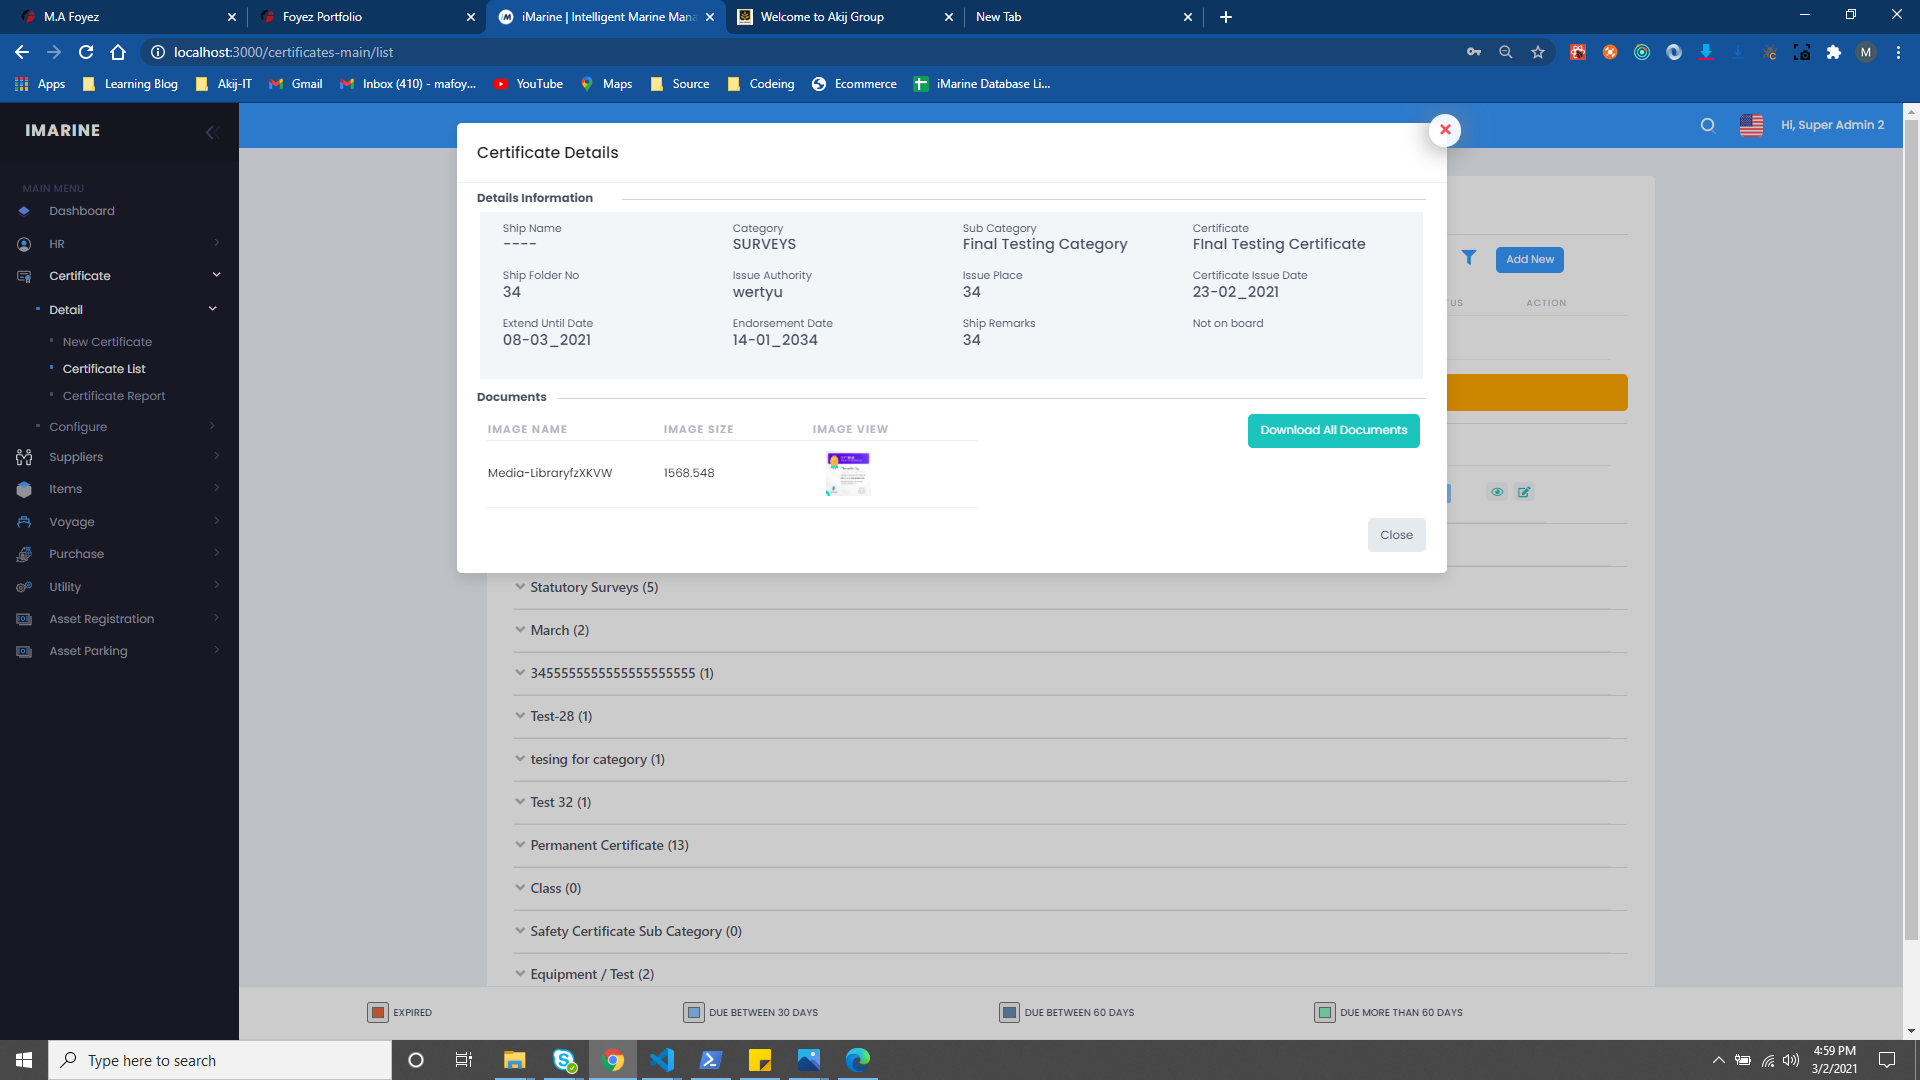 M.A Foyez
Foyez Portfolio
iMarine | Intelligent Marine Mana
Welcome to Akij Group
New Tab
localhost:3000/certificates-main/list
Apps
Learning Blog
Akij-IT
Gmail
Inbox (410) - mafoy...
YouTube
Maps
Source
Codeing
Ecommerce
iMarine Database Li...
IMARINE
Hi, Super Admin 2
MAIN MENU
Dashboard
HR
Certificate
Detail
New Certificate
Certificate List
Certificate Report
Configure
Suppliers
Items
Voyage
Purchase
Utility
Asset Registration
Asset Parking
Certificate Details
Details Information
Ship Name
----
Category
SURVEYS
Sub Category
Final Testing Category
Certificate
FInal Testing Certificate
Ship Folder No
34
Issue Authority
wertyu
Issue Place
34
Certificate Issue Date
23-02_2021
Extend Until Date
08-03_2021
Endorsement Date
14-01_2034
Ship Remarks
34
Not on board
Documents
IMAGE NAME IMAGE SIZE IMAGE VIEW
Media-LibraryfzXKVW 1568.548
Download All Documents
Close
Add New
ACTION
Statutory Surveys (5)
March (2)
Test-28 (1)
tesing for category (1)
Test 32 (1)
Permanent Certificate (13)
Class (0)
Safety Certificate Sub Category (0)
Equipment / Test (2)
EXPIRED
DUE BETWEEN 30 DAYS
DUE BETWEEN 60 DAYS
DUE MORE THAN 60 DAYS
Type here to search
4:59 PM
3/2/2021